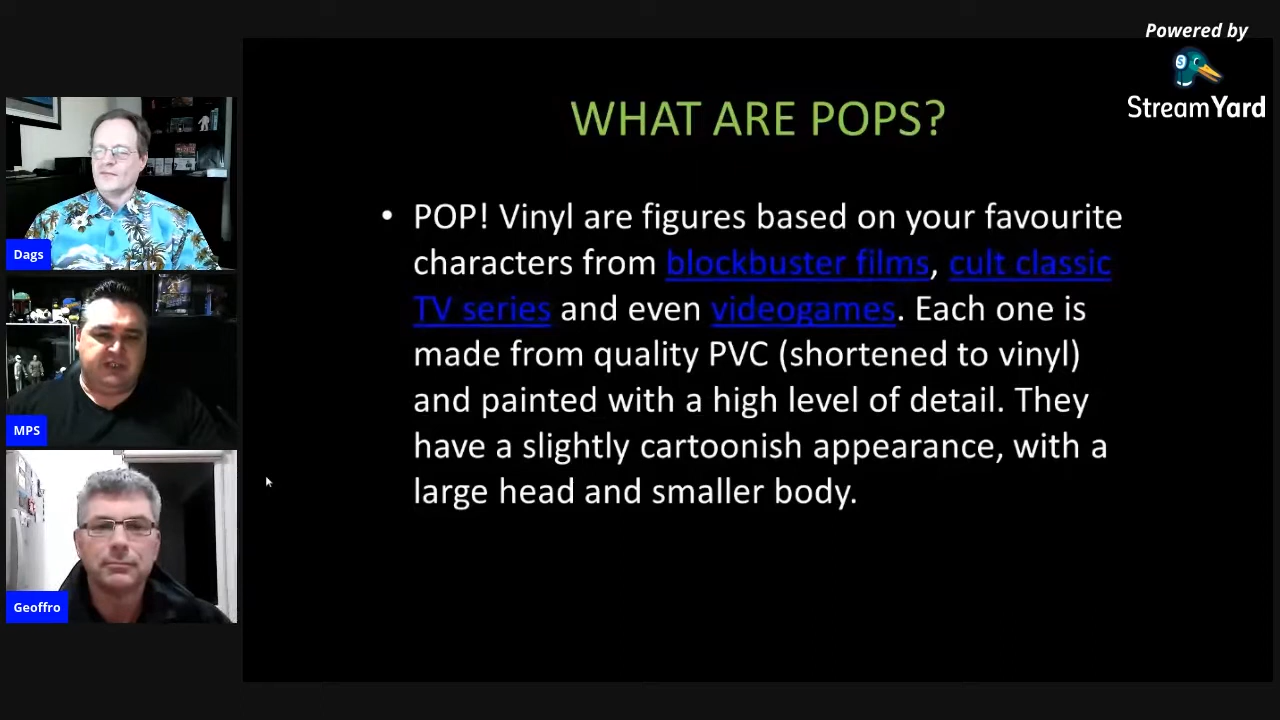 Powered by
StreamYard
WHAT ARE POPS?
• POP! Vinyl are figures based on your favourite
characters from blockbuster films, cult classic
TV series and even videogames. Each one is
made from quality PVC (shortened to vinyl)
and painted with a high level of detail. They
have a slightly cartoonish appearance, with a
large head and smaller body.
Dags
MPS
Geoffro